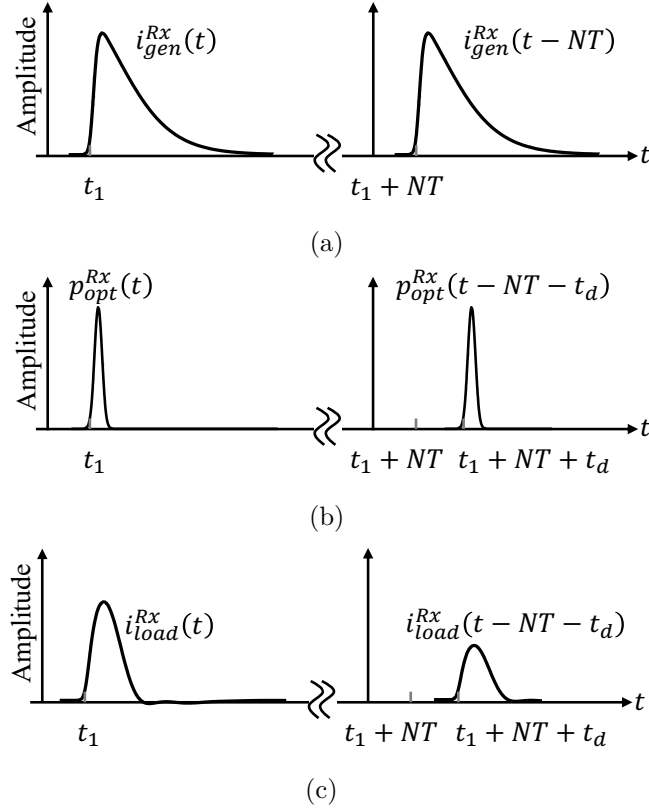 Amplitude
$i_{gen}^{Rx}(t)$
$i_{gen}^{Rx}(t - NT)$
$t$
$t_1$
$t_1 + NT$
(a)
Amplitude
$p_{opt}^{Rx}(t)$
$p_{opt}^{Rx}(t - NT - t_d)$
$t$
$t_1$
$t_1 + NT$
$t_1 + NT + t_d$
(b)
Amplitude
$i_{load}^{Rx}(t)$
$i_{load}^{Rx}(t - NT - t_d)$
$t$
$t_1$
$t_1 + NT$
$t_1 + NT + t_d$
(c)